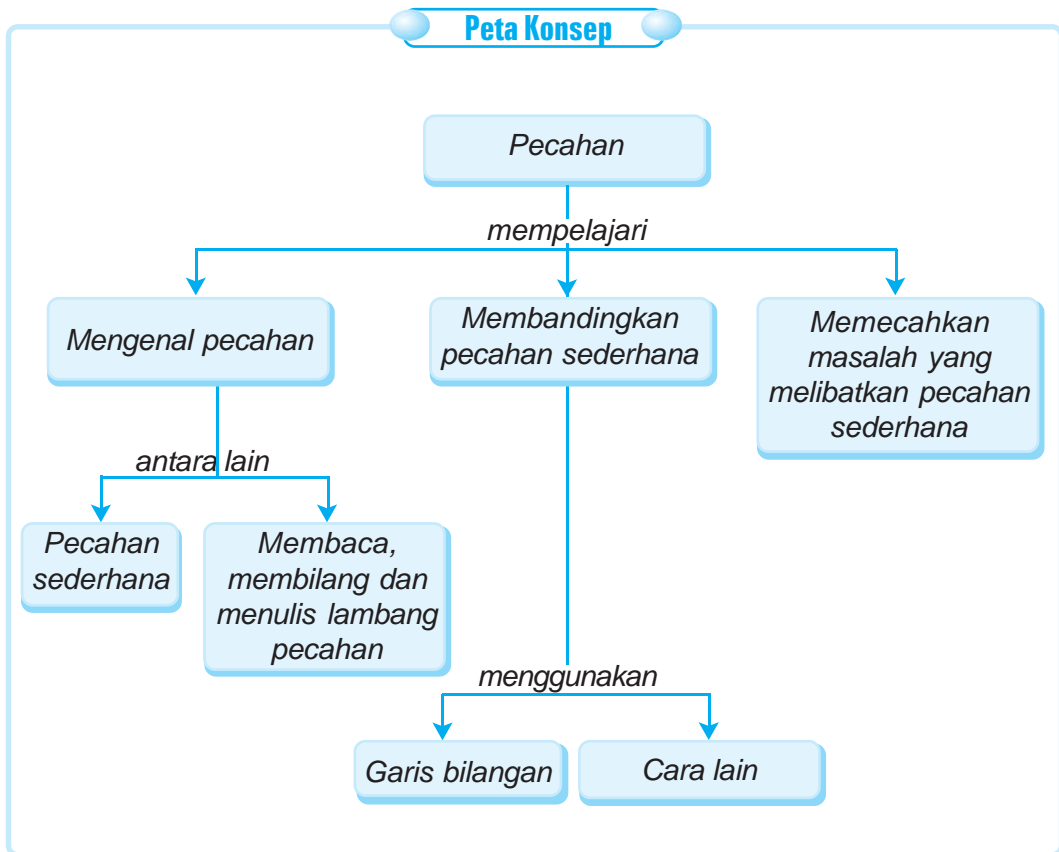 Peta Konsep
Pecahan
mempelajari
Mengenal pecahan
Membandingkan
pecahan sederhana
Memecahkan
masalah yang
melibatkan pecahan
sederhana
antara lain
Pecahan
sederhana
Membaca,
membilang dan
menulis lambang
pecahan
menggunakan
Garis bilangan
Cara lain